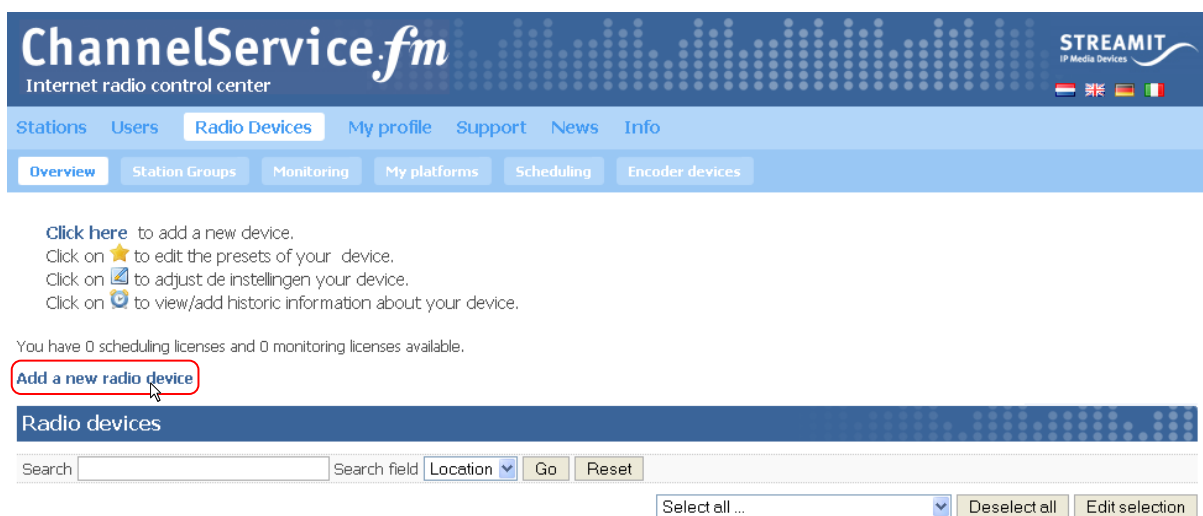 ChannelService.fm
Internet radio control center
STREAMIT
IP Media Devices
Stations Users Radio Devices My profile Support News Info
Overview Station Groups Monitoring My platforms Scheduling Encoder devices
Click here to add a new device.
Click on to edit the presets of your device.
Click on to adjust de instellingen your device.
Click on to view/add historic information about your device.
You have 0 scheduling licenses and 0 monitoring licenses available.
Add a new radio device
Radio devices
Search Search field Location Go Reset
Select all ... Deselect all Edit selection